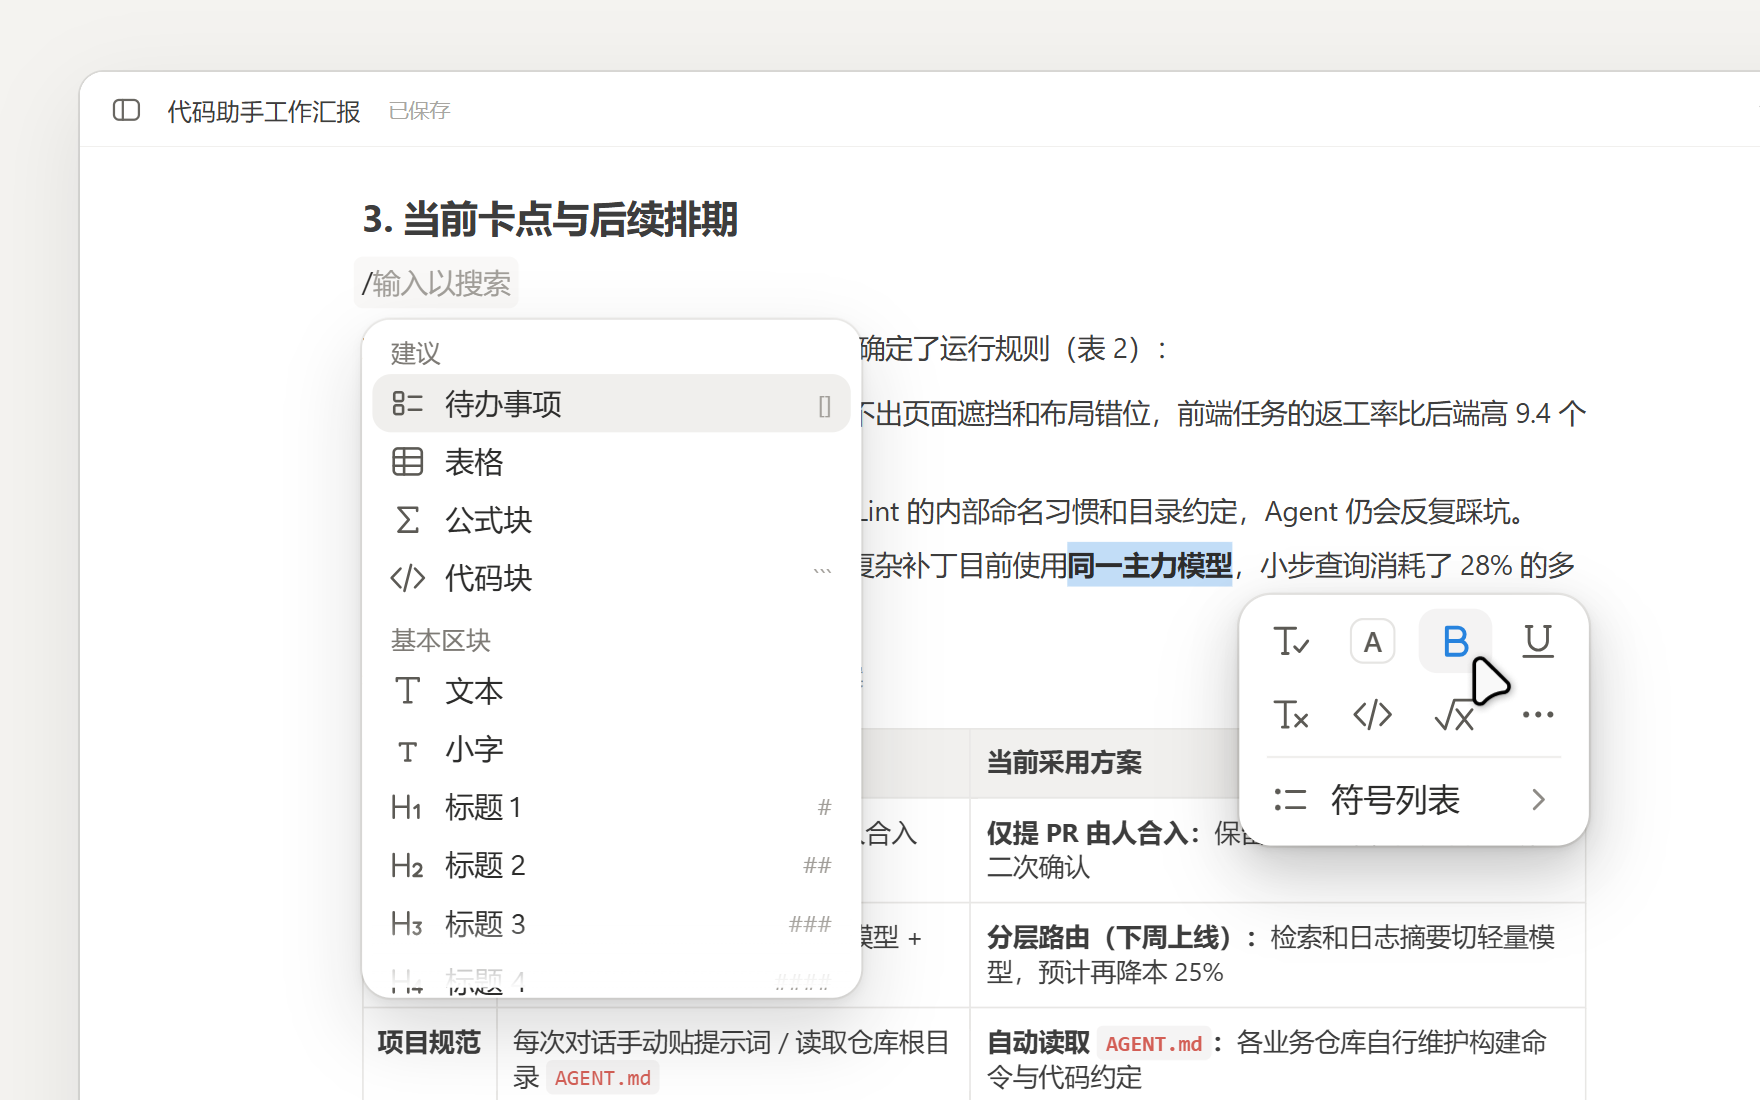 代码助手工作汇报 已保存
3. 当前卡点与后续排期
/输入以搜索
建议
待办事项 []
表格
公式块
代码块 ```
基本区块
文本
小字
标题 1 #
标题 2 ##
标题 3 ###
标题 4 ####
确定了运行规则（表 2）：
出页面遮挡和布局错位，前端任务的返工率比后端高 9.4 个
Lint 的内部命名习惯和目录约定，Agent 仍会反复踩坑。
复杂补丁目前使用同一主力模型，小步查询消耗了 28% 的多
A B U
符号列表
当前采用方案
人合入
仅提 PR 由人合入：保留
二次确认
模型 +
分层路由（下周上线）：检索和日志摘要切轻量模
型，预计再降本 25%
项目规范
每次对话手动贴提示词 / 读取仓库根目
录 AGENT.md
自动读取 AGENT.md：各业务仓库自行维护构建命
令与代码约定